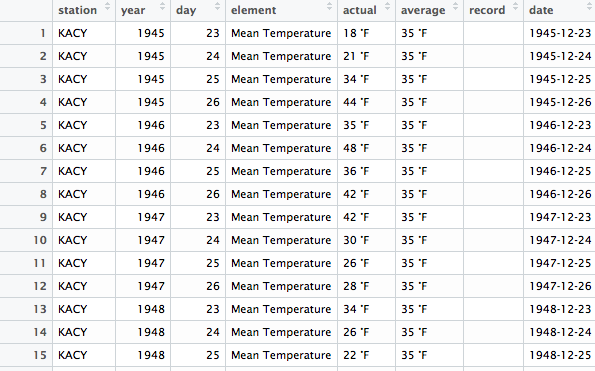 station year day element actual average record date
1 KACY 1945 23 Mean Temperature 18 °F 35 °F 1945-12-23
2 KACY 1945 24 Mean Temperature 21 °F 35 °F 1945-12-24
3 KACY 1945 25 Mean Temperature 34 °F 35 °F 1945-12-25
4 KACY 1945 26 Mean Temperature 44 °F 35 °F 1945-12-26
5 KACY 1946 23 Mean Temperature 35 °F 35 °F 1946-12-23
6 KACY 1946 24 Mean Temperature 48 °F 35 °F 1946-12-24
7 KACY 1946 25 Mean Temperature 36 °F 35 °F 1946-12-25
8 KACY 1946 26 Mean Temperature 42 °F 35 °F 1946-12-26
9 KACY 1947 23 Mean Temperature 42 °F 35 °F 1947-12-23
10 KACY 1947 24 Mean Temperature 30 °F 35 °F 1947-12-24
11 KACY 1947 25 Mean Temperature 26 °F 35 °F 1947-12-25
12 KACY 1947 26 Mean Temperature 28 °F 35 °F 1947-12-26
13 KACY 1948 23 Mean Temperature 34 °F 35 °F 1948-12-23
14 KACY 1948 24 Mean Temperature 26 °F 35 °F 1948-12-24
15 KACY 1948 25 Mean Temperature 22 °F 35 °F 1948-12-25